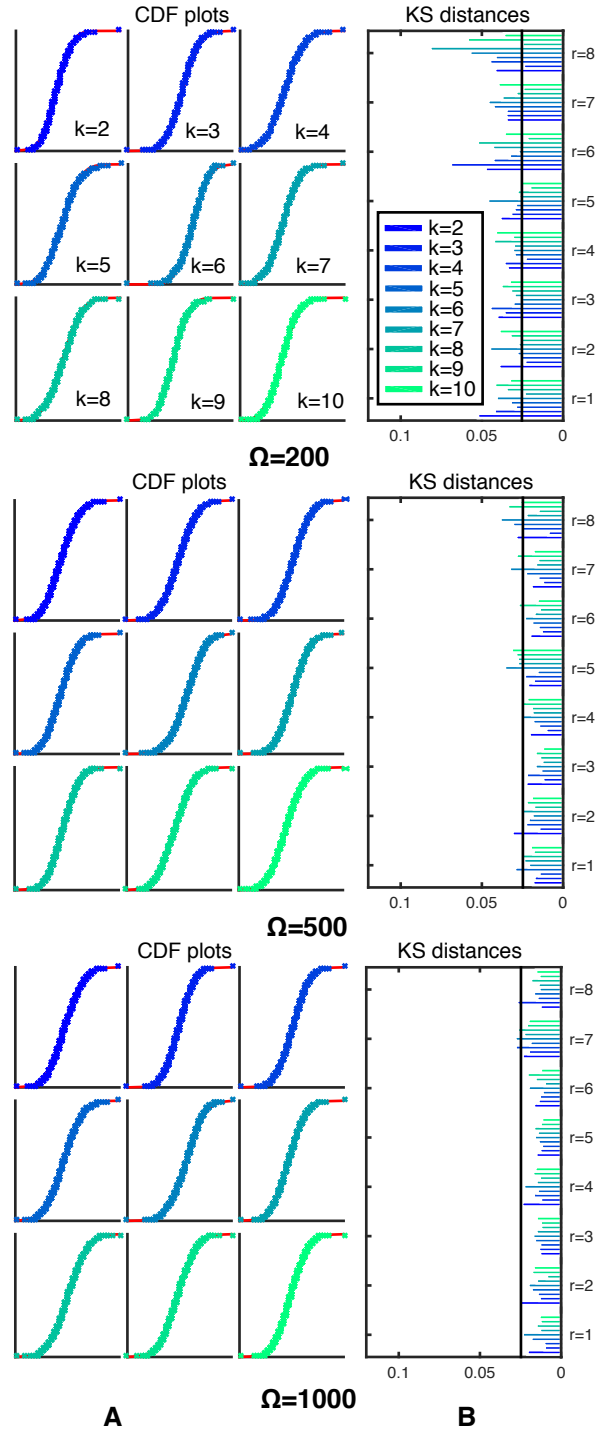 CDF plots
KS distances
k=2
k=3
k=4
k=5
k=6
k=7
k=8
k=9
k=10
k=2
k=3
k=4
k=5
k=6
k=7
k=8
k=9
k=10
r=8
r=7
r=6
r=5
r=4
r=3
r=2
r=1
0.1
0.05
0
Ω=200
CDF plots
KS distances
r=8
r=7
r=6
r=5
r=4
r=3
r=2
r=1
0.1
0.05
0
Ω=500
CDF plots
KS distances
r=8
r=7
r=6
r=5
r=4
r=3
r=2
r=1
0.1
0.05
0
Ω=1000
A
B